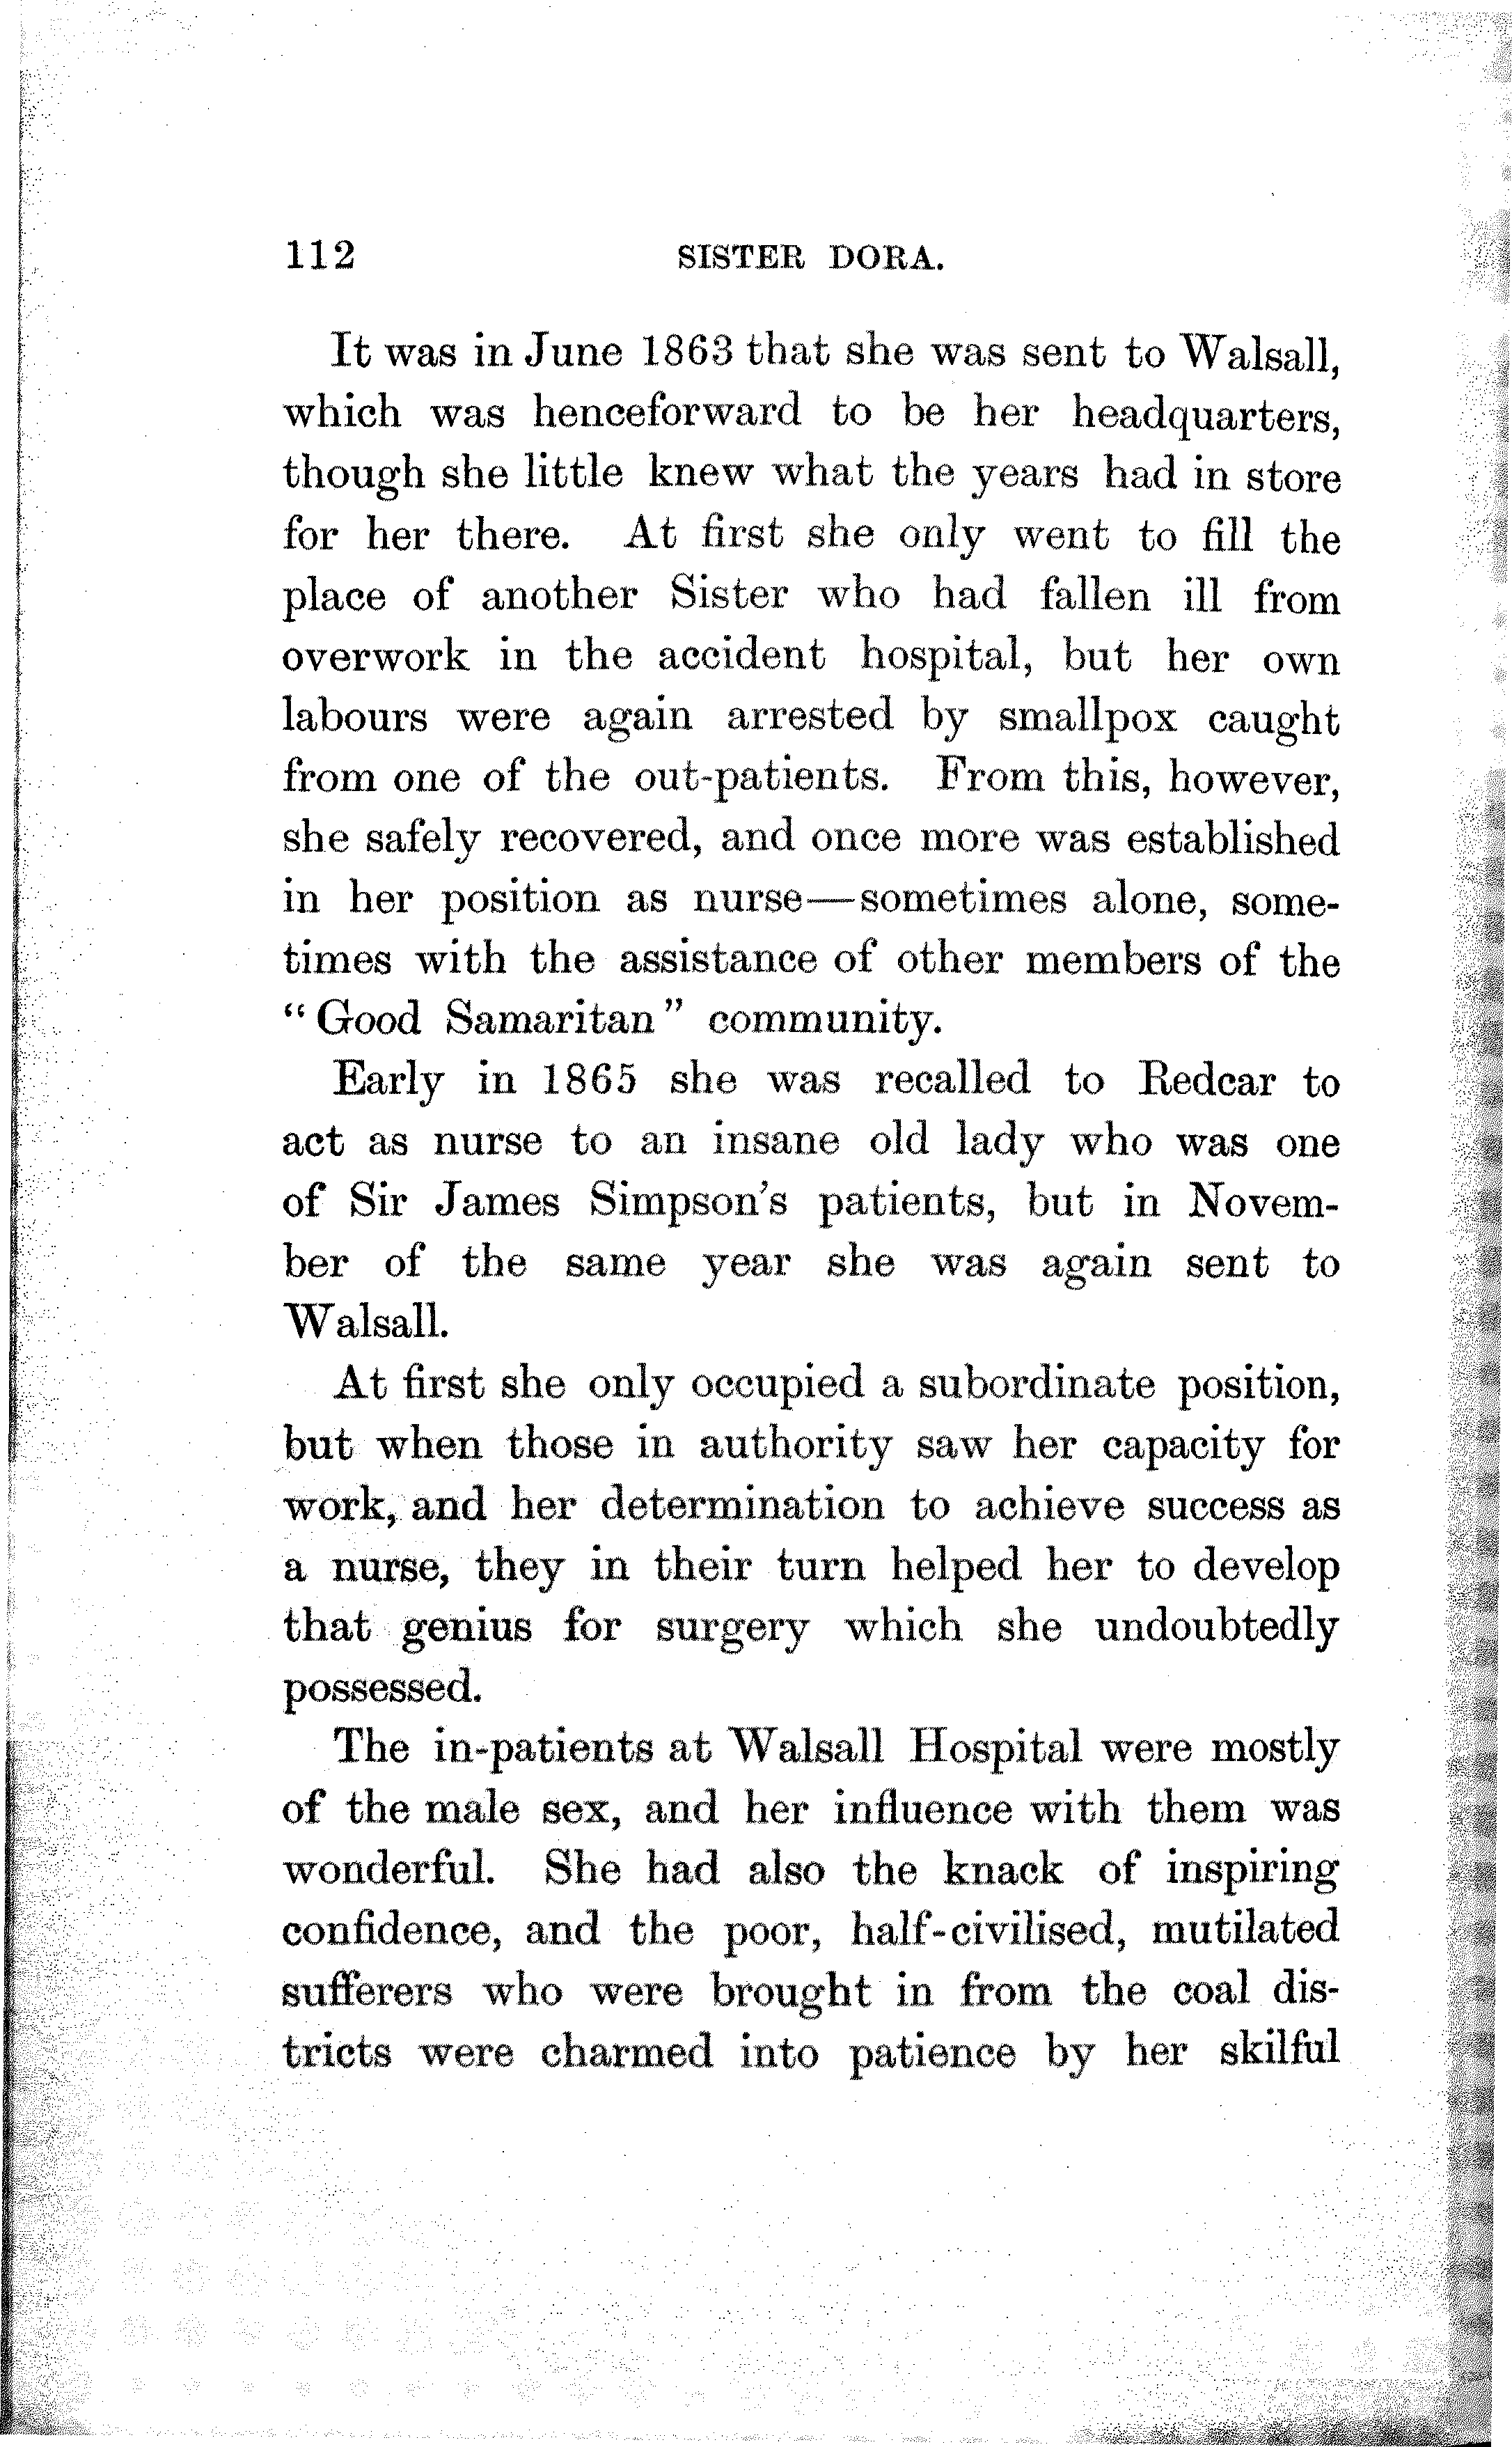 112 SISTER DORA.
It was in June 1863 that she was sent to Walsall,
which was henceforward to be her headquarters,
though she little knew what the years had in store
for her there. At first she only went to fill the
place of another Sister who had fallen ill from
overwork in the accident hospital, but her own
labours were again arrested by smallpox caught
from one of the out-patients. From this, however,
she safely recovered, and once more was established
in her position as nurse—sometimes alone, some-
times with the assistance of other members of the
“Good Samaritan” community.
Early in 1865 she was recalled to Redcar to
act as nurse to an insane old lady who was one
of Sir James Simpson's patients, but in Novem-
ber of the same year she was again sent to
Walsall.
At first she only occupied a subordinate position,
but when those in authority saw her capacity for
work, and her determination to achieve success as
a nurse, they in their turn helped her to develop
that genius for surgery which she undoubtedly
possessed.
The in-patients at Walsall Hospital were mostly
of the male sex, and her influence with them was
wonderful. She had also the knack of inspiring
confidence, and the poor, half-civilised, mutilated
sufferers who were brought in from the coal dis-
tricts were charmed into patience by her skilful